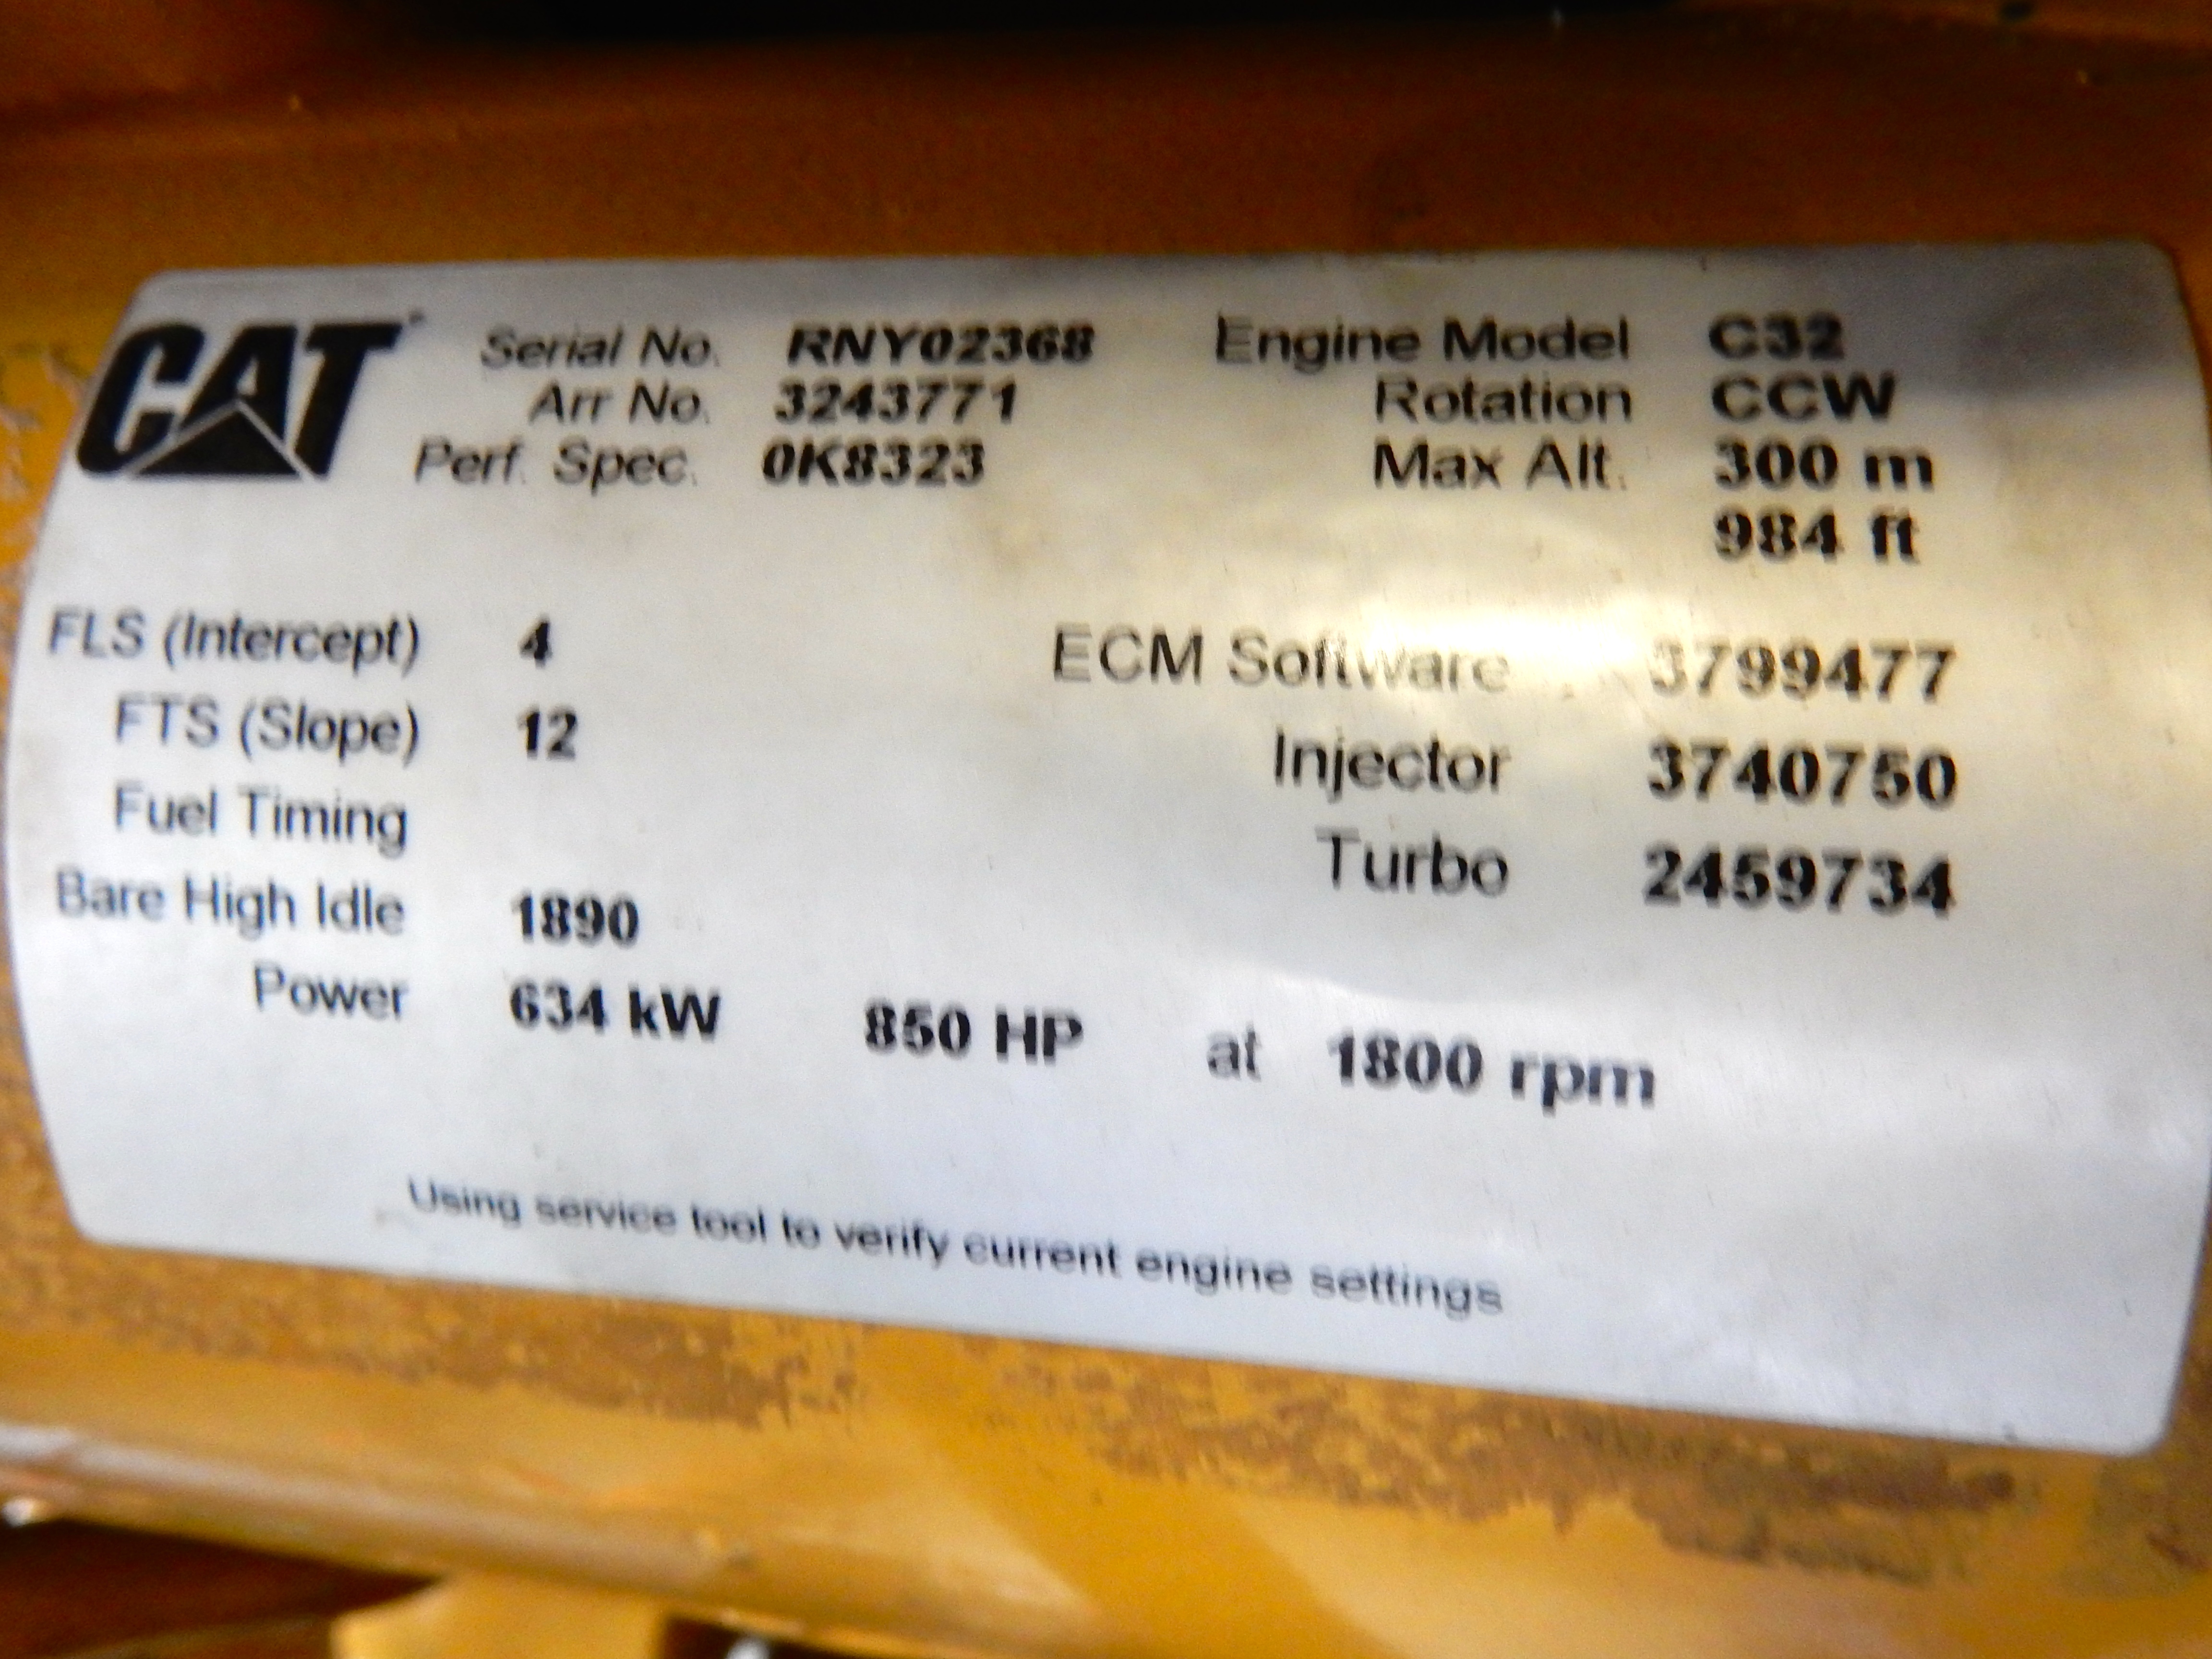 CAT
Serial No. RNY02368
Arr No. 3243771
Perf. Spec. 0K8323
Engine Model C32
Rotation CCW
Max Alt. 300 m
984 ft
FLS (Intercept) 4
FTS (Slope) 12
Fuel Timing
Bare High Idle 1890
ECM Software 3799477
Injector 3740750
Turbo 2459734
Power 634 kW 850 HP at 1800 rpm
Using service tool to verify current engine settings